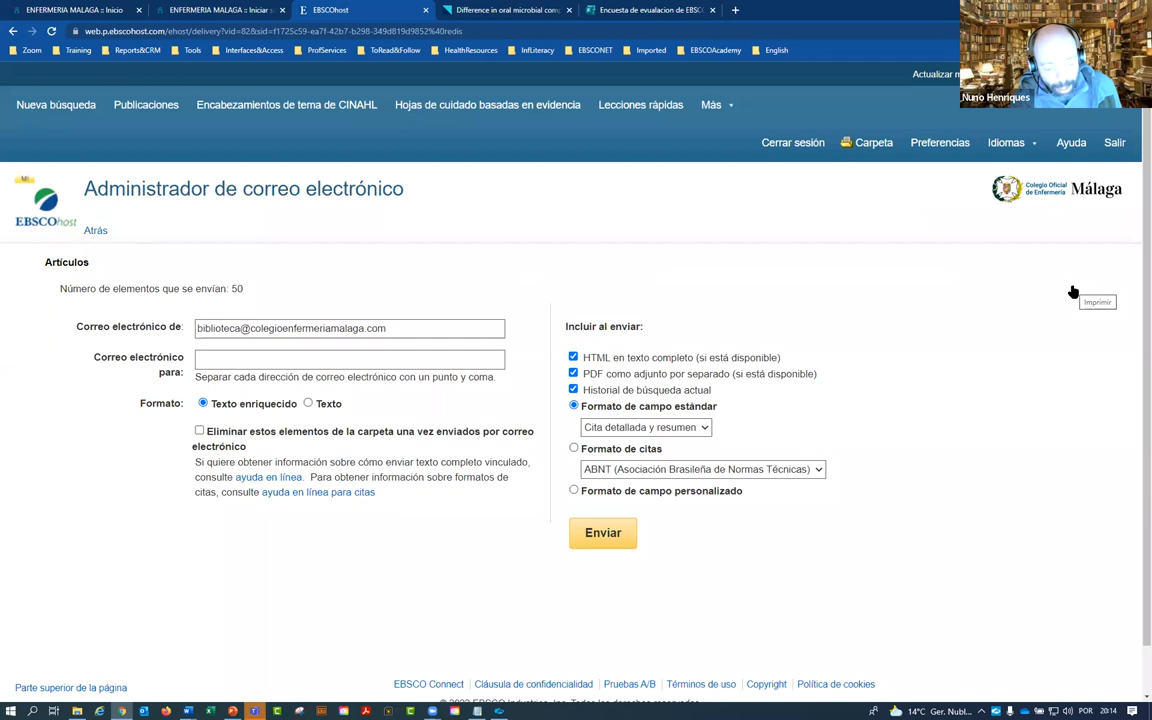 ENFERMERIA MALAGA :: Inicio
ENFERMERIA MALAGA :: Iniciar s
EBSCOhost
Difference in oral microbial com
Encuesta de evualacion de EBSC
web.p.ebscohost.com/ehost/delivery?vid=82&sid=f1725c59-ea7f-42b7-b298-349d819d9852%40redis
Zoom
Training
Reports&CRM
Tools
Interfaces&Access
ProfServices
ToRead&Follow
HealthResources
InfLiteracy
EBSCONET
Imported
EBSCOAcademy
English
Nuno Henriques
Actualizar m
Nueva búsqueda
Publicaciones
Encabezamientos de tema de CINAHL
Hojas de cuidado basadas en evidencia
Lecciones rápidas
Más
Cerrar sesión
Carpeta
Preferencias
Idiomas
Ayuda
Salir
EBSCOhost
Administrador de correo electrónico
Atrás
Colegio Oficial
de Enfermería
Málaga
Artículos
Número de elementos que se envían: 50
Imprimir
Correo electrónico de:
biblioteca@colegioenfermeriamalaga.com
Correo electrónico
para:
Separar cada dirección de correo electrónico con un punto y coma.
Formato:
Texto enriquecido
Texto
Eliminar estos elementos de la carpeta una vez enviados por correo
electrónico
Si quiere obtener información sobre cómo enviar texto completo vinculado,
consulte ayuda en línea. Para obtener información sobre formatos de
citas, consulte ayuda en línea para citas
Incluir al enviar:
HTML en texto completo (si está disponible)
PDF como adjunto por separado (si está disponible)
Historial de búsqueda actual
Formato de campo estándar
Cita detallada y resumen
Formato de citas
ABNT (Asociación Brasileña de Normas Técnicas)
Formato de campo personalizado
Enviar
Parte superior de la página
EBSCO Connect
Cláusula de confidencialidad
Pruebas A/B
Términos de uso
Copyright
Política de cookies
14°C Ger. Nubl...
POR
20:14